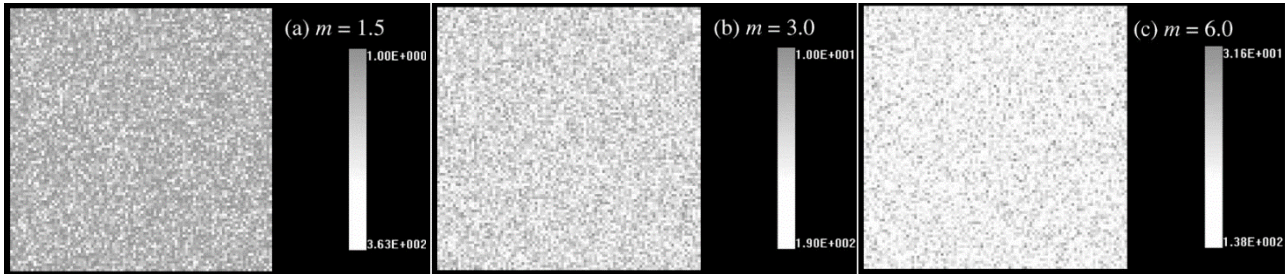 (a) m = 1.5
1.00E+000
3.63E+002
(b) m = 3.0
1.00E+001
1.90E+002
(c) m = 6.0
3.16E+001
1.38E+002